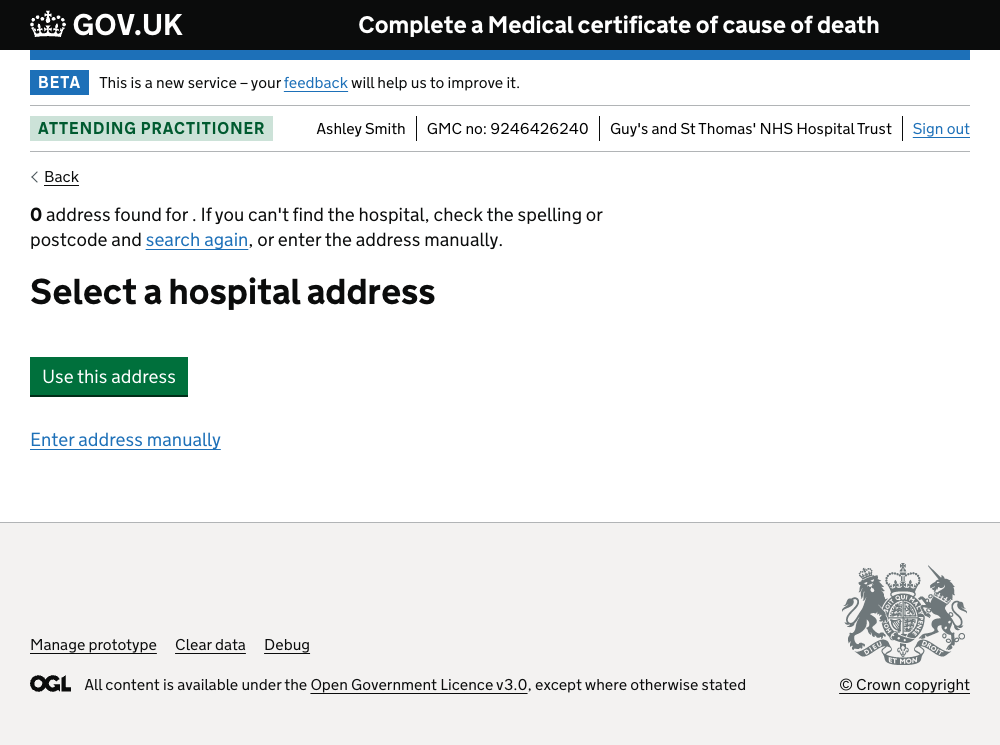 GOV.UK
Complete a Medical certificate of cause of death
BETA This is a new service – your feedback will help us to improve it.
ATTENDING PRACTITIONER Ashley Smith GMC no: 9246426240 Guy's and St Thomas' NHS Hospital Trust Sign out
Back
0 address found for . If you can't find the hospital, check the spelling or
postcode and search again, or enter the address manually.
Select a hospital address
Use this address
Enter address manually
Manage prototype Clear data Debug
DIEU ET MON DROIT
OGL All content is available under the Open Government Licence v3.0, except where otherwise stated
© Crown copyright